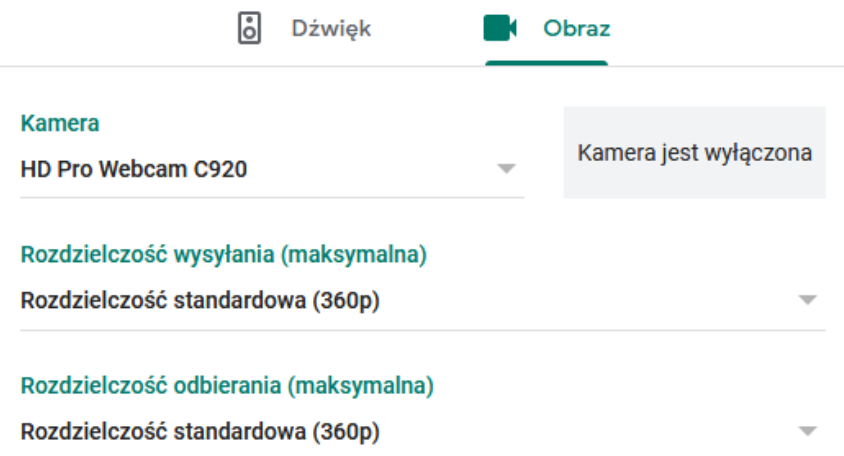 Dźwięk Obraz
Kamera
HD Pro Webcam C920
Kamera jest wyłączona
Rozdzielczość wysyłania (maksymalna)
Rozdzielczość standardowa (360p)
Rozdzielczość odbierania (maksymalna)
Rozdzielczość standardowa (360p)